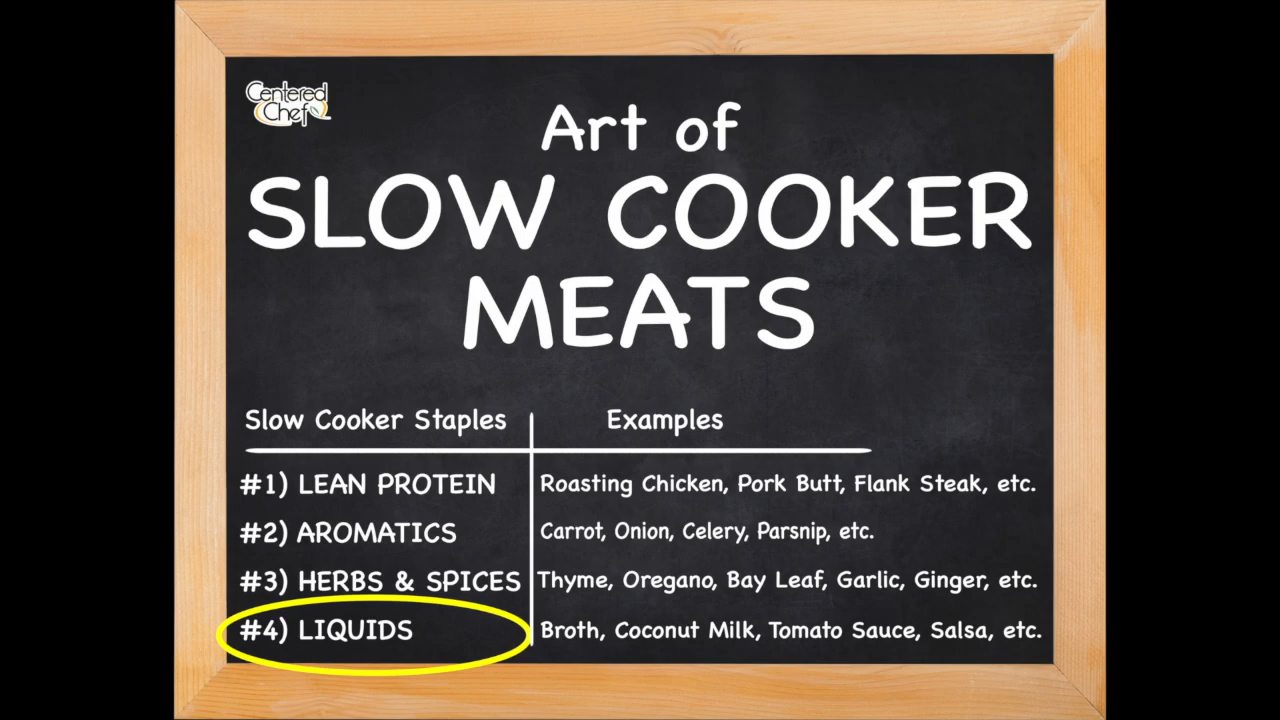 Centered
Chef
Art of
SLOW COOKER
MEATS
Slow Cooker Staples Examples
#1) LEAN PROTEIN Roasting Chicken, Pork Butt, Flank Steak, etc.
#2) AROMATICS Carrot, Onion, Celery, Parsnip, etc.
#3) HERBS & SPICES Thyme, Oregano, Bay Leaf, Garlic, Ginger, etc.
#4) LIQUIDS Broth, Coconut Milk, Tomato Sauce, Salsa, etc.